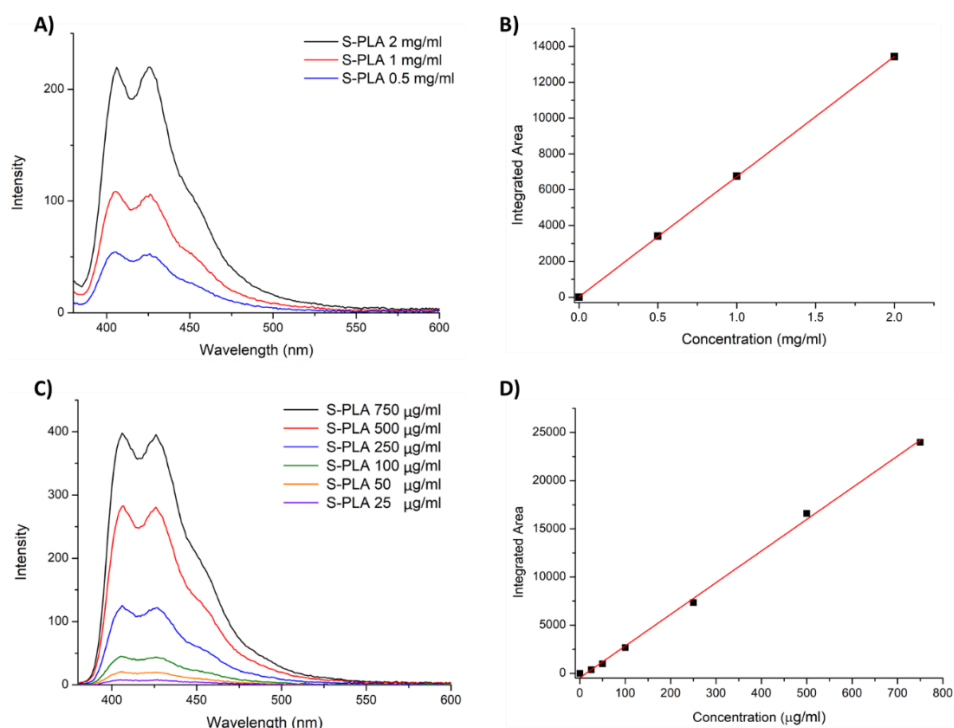 A)
S-PLA 2 mg/ml
S-PLA 1 mg/ml
S-PLA 0.5 mg/ml
200
100
0
Intensity
400 450 500 550 600
Wavelength (nm)
B)
14000
12000
10000
8000
6000
4000
2000
0
Integrated Area
0.0 0.5 1.0 1.5 2.0
Concentration (mg/ml)
C)
S-PLA 750 μg/ml
S-PLA 500 μg/ml
S-PLA 250 μg/ml
S-PLA 100 μg/ml
S-PLA 50 μg/ml
S-PLA 25 μg/ml
400
300
200
100
0
Intensity
400 450 500 550 600
Wavelength (nm)
D)
25000
20000
15000
10000
5000
0
Integrated Area
0 100 200 300 400 500 600 700 800
Concentration (μg/ml)